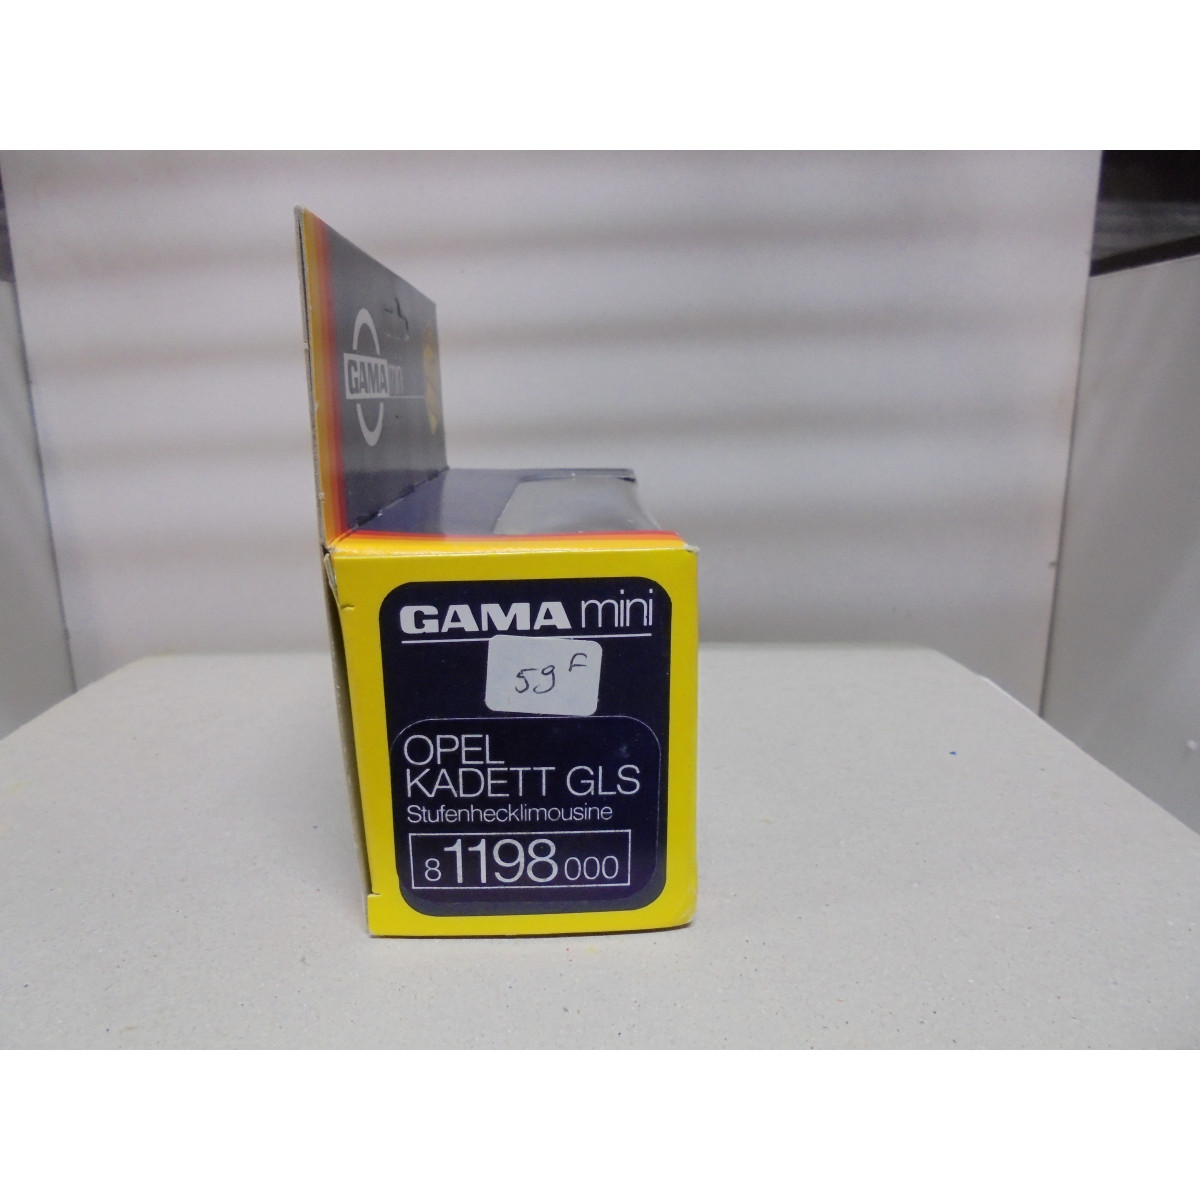 GAMA mini
GAMA mini
59 F
OPEL
KADETT GLS
Stufenhecklimousine
8 1198 000